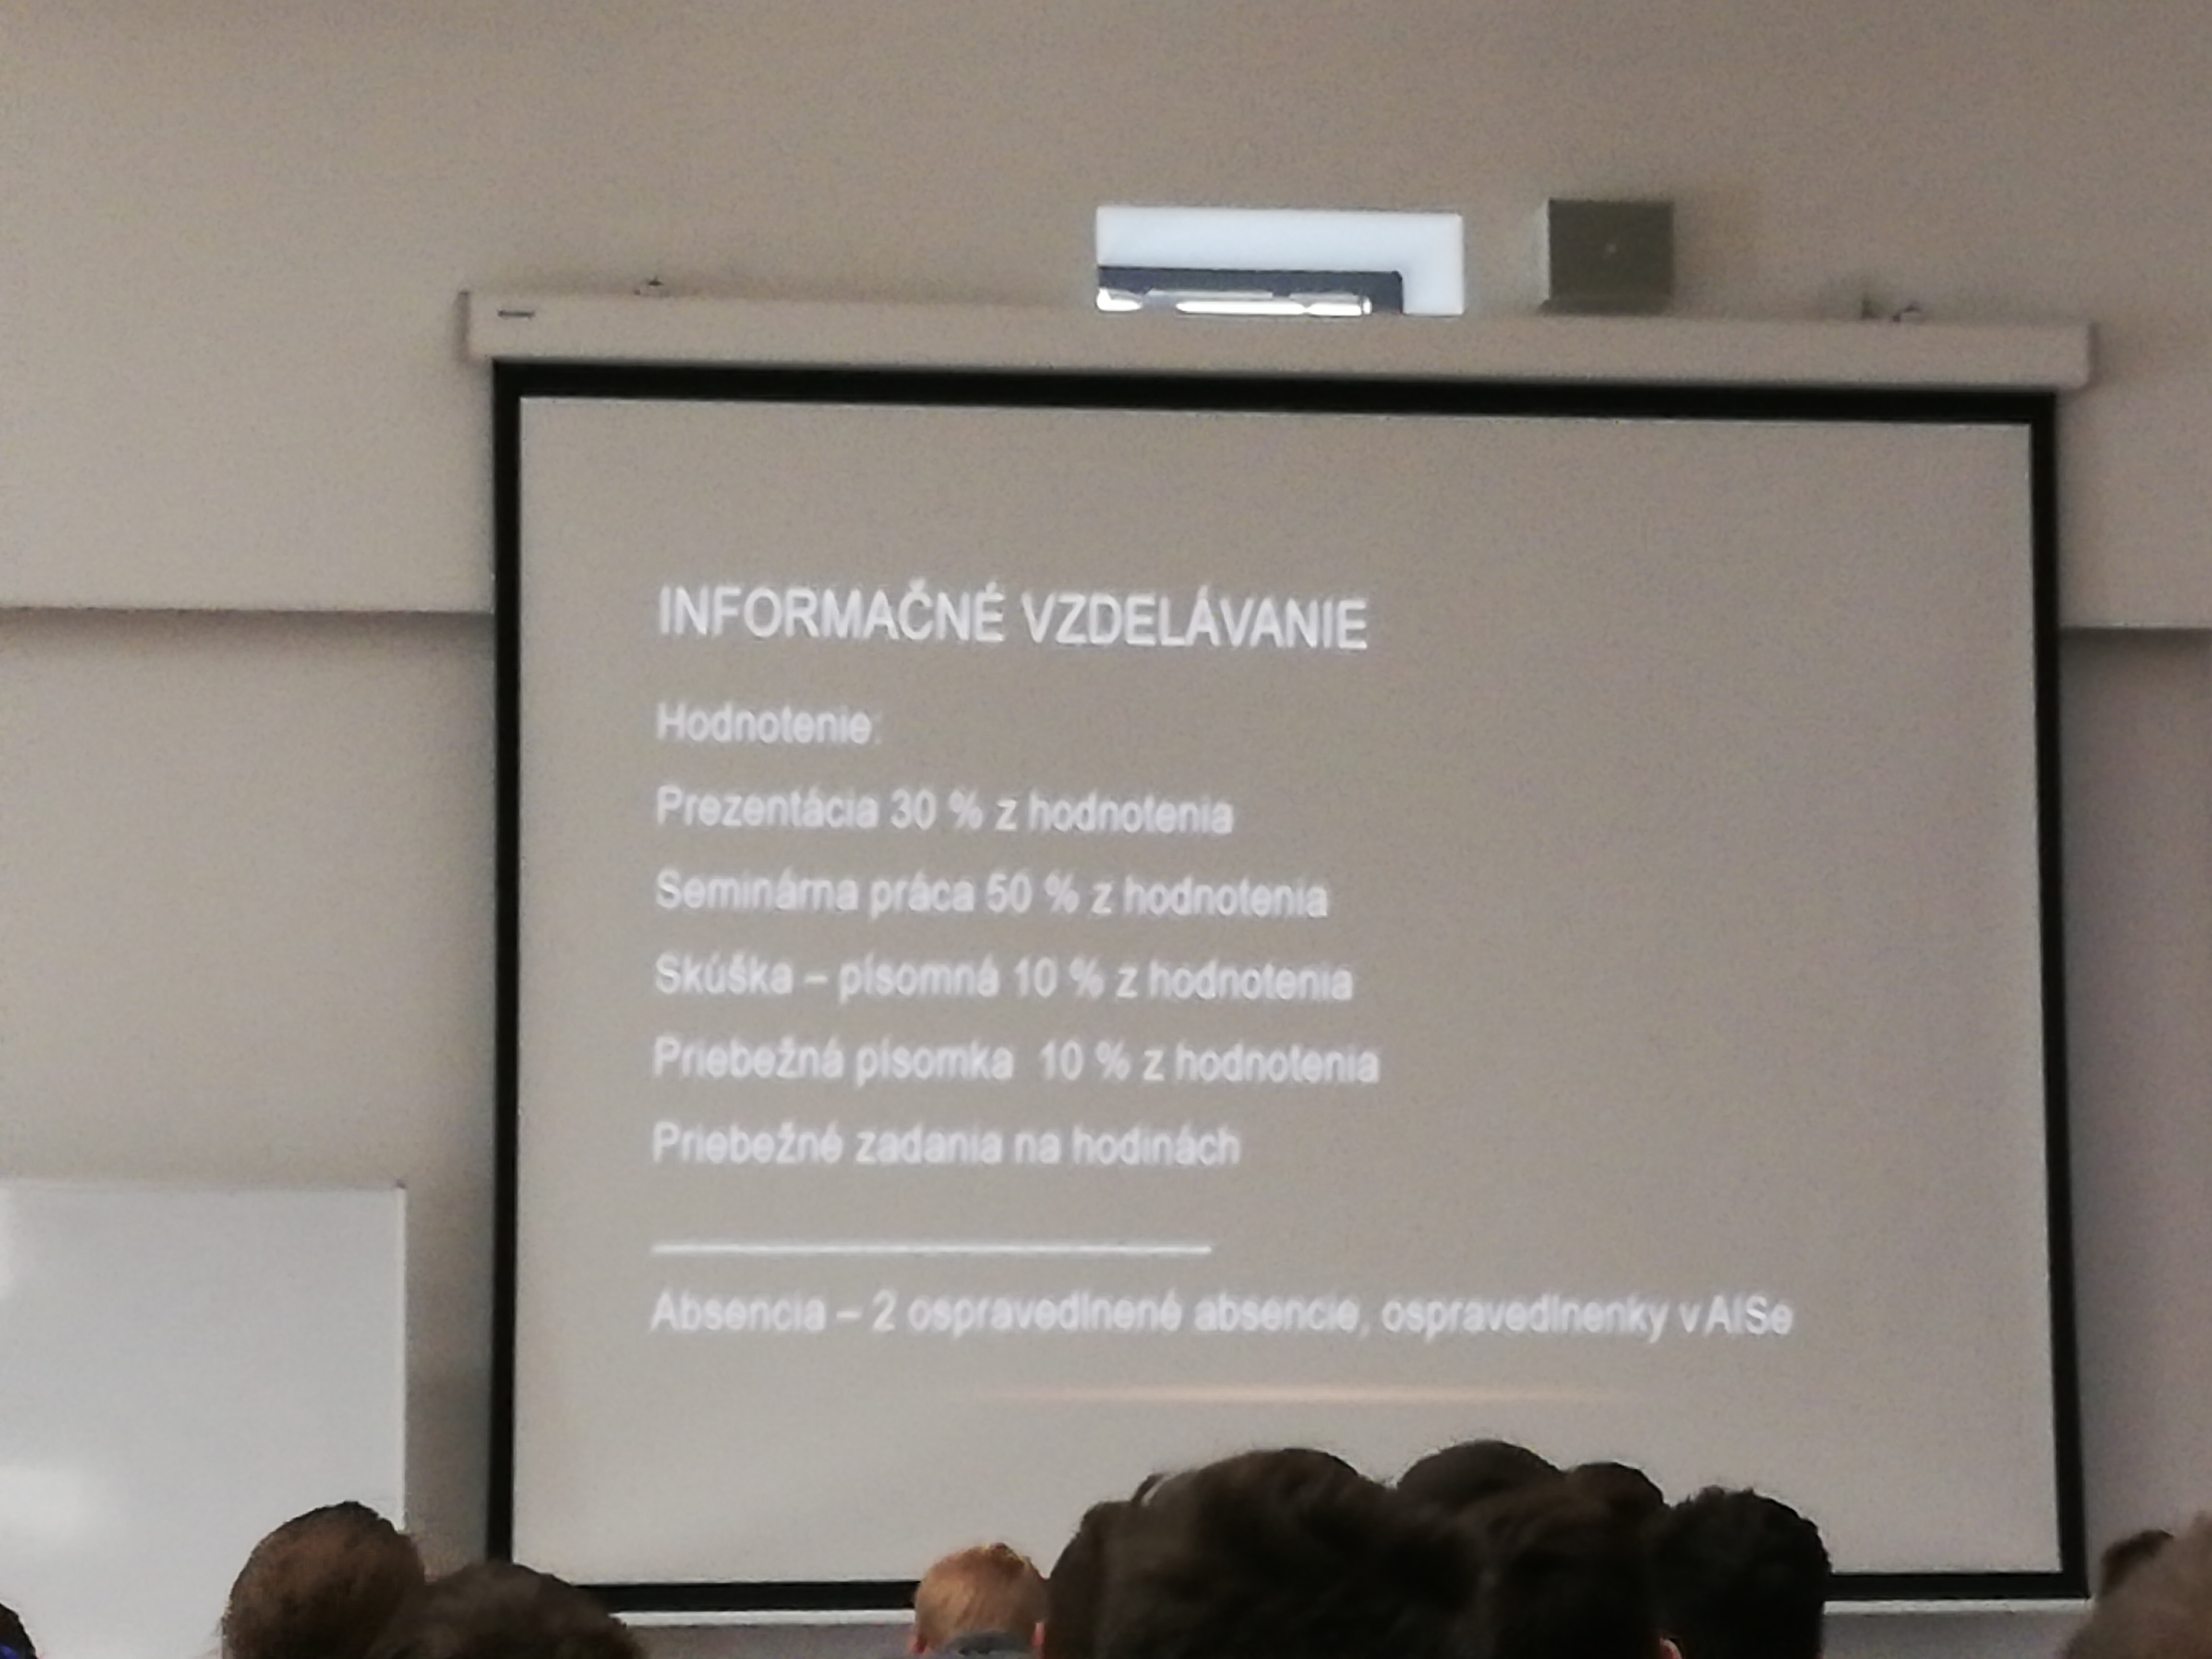 INFORMAČNÉ VZDELÁVANIE
Hodnotenie:
Prezentácia 30 % z hodnotenia
Seminárna práca 50 % z hodnotenia
Skúška – písomná 10 % z hodnotenia
Priebežná písomka  10 % z hodnotenia
Priebežné zadania na hodinách
Absencia – 2 ospravedlnené absencie, ospravedlnenky v AISe